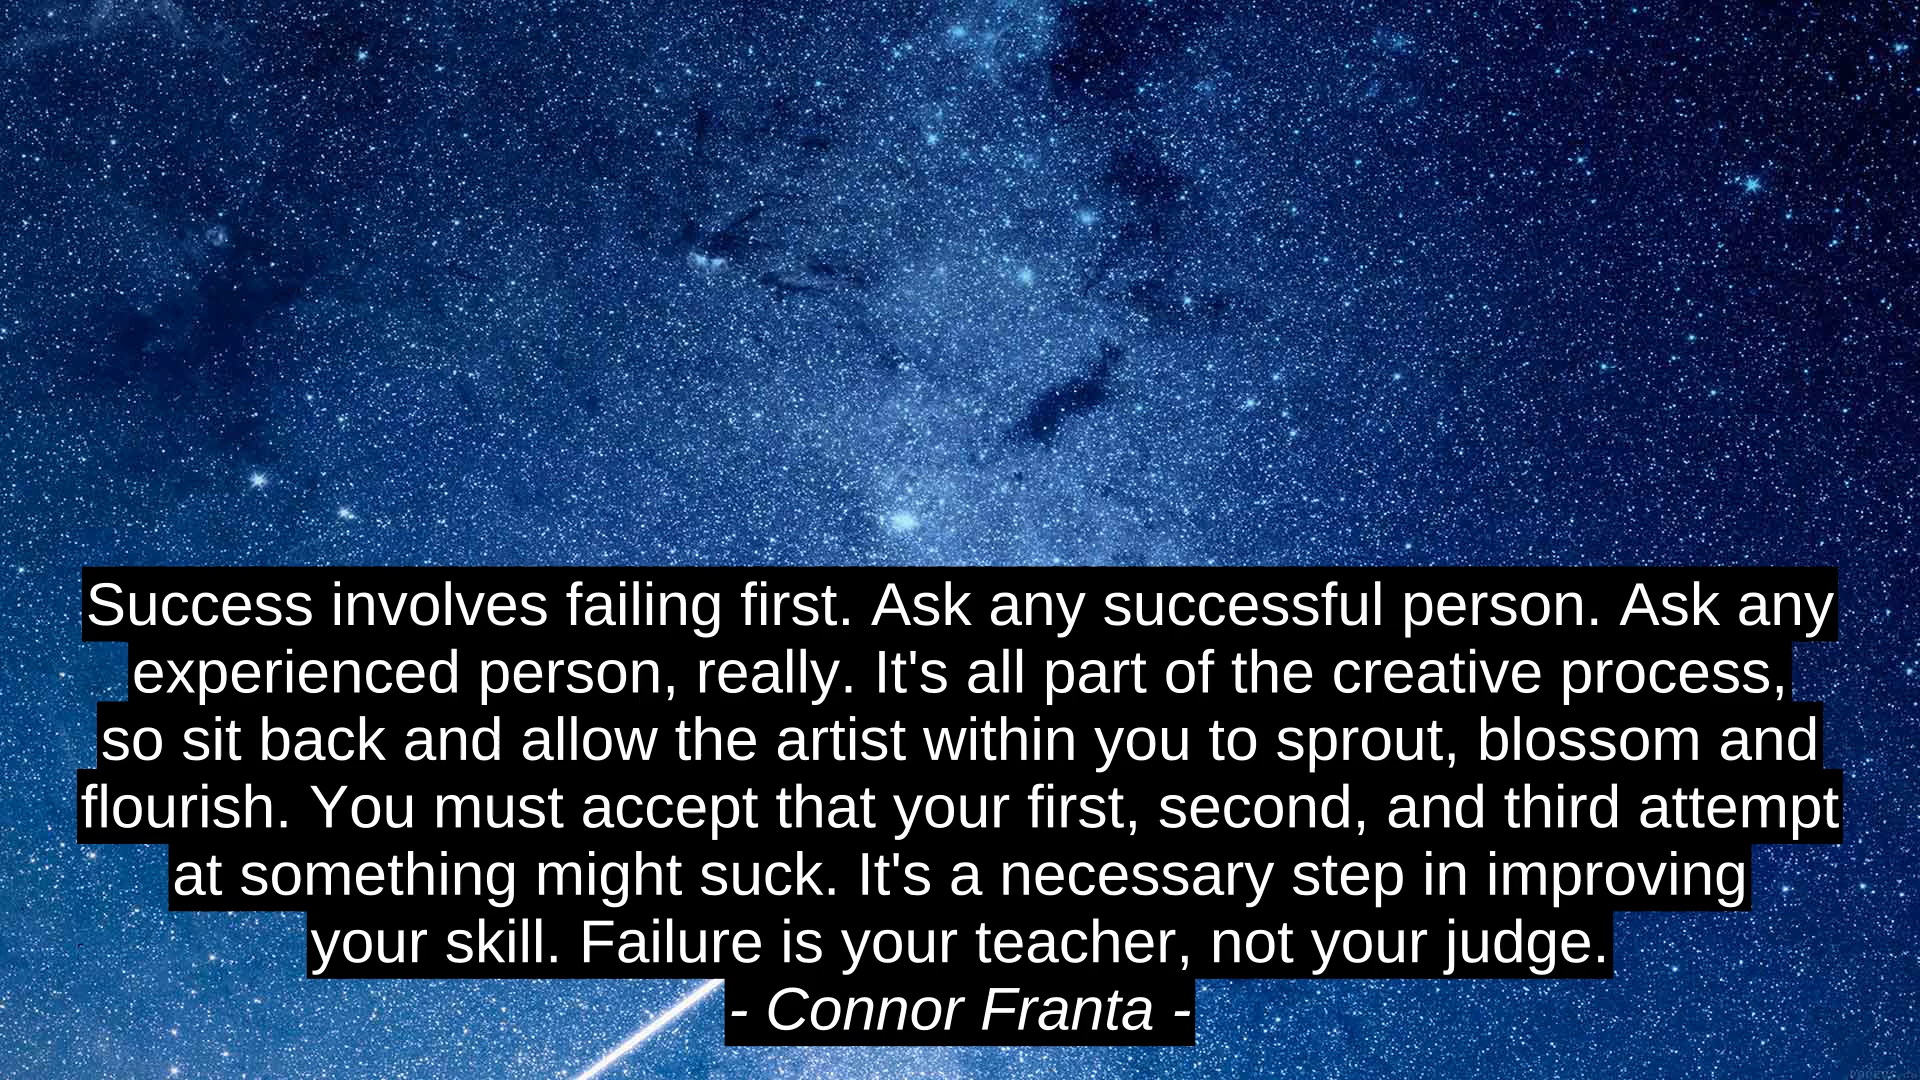 Success involves failing first. Ask any successful person. Ask any
experienced person, really. It's all part of the creative process,
so sit back and allow the artist within you to sprout, blossom and
flourish. You must accept that your first, second, and third attempt
at something might suck. It's a necessary step in improving
your skill. Failure is your teacher, not your judge.
- Connor Franta -